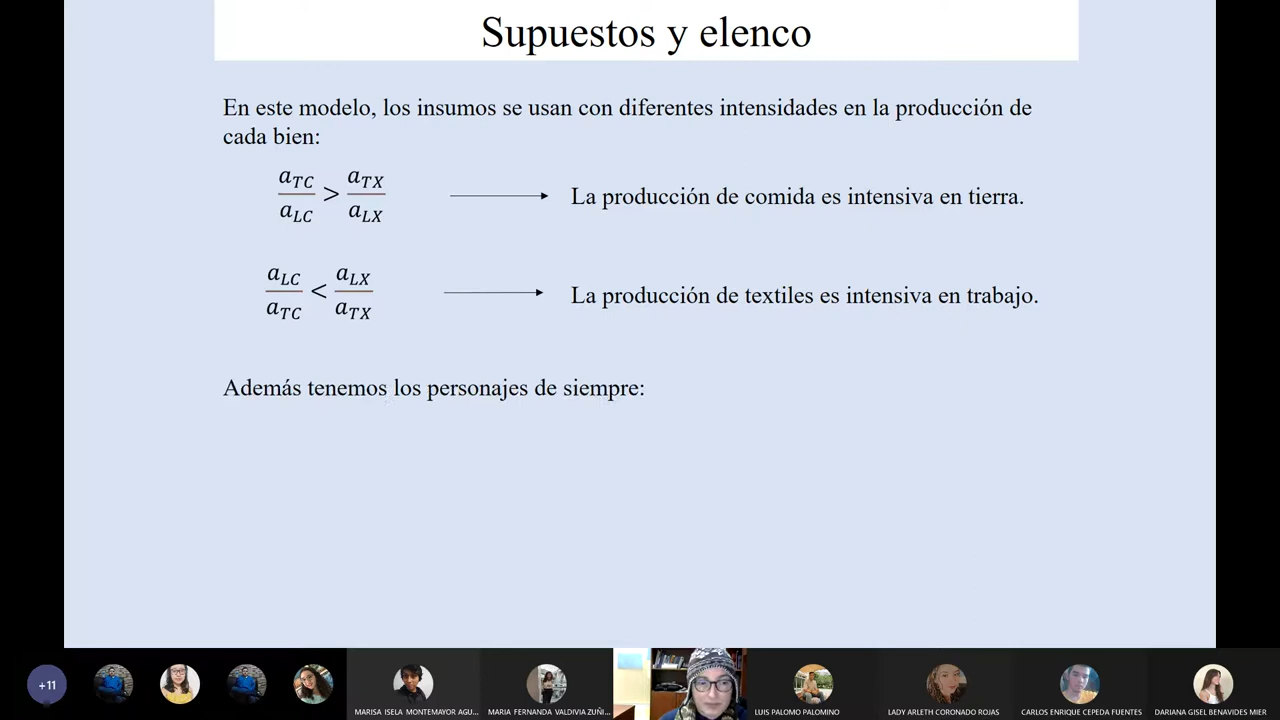 Supuestos y elenco
En este modelo, los insumos se usan con diferentes intensidades en la producción de
cada bien:
a_TC / a_LC > a_TX / a_LX
La producción de comida es intensiva en tierra.
a_LC / a_TC < a_LX / a_TX
La producción de textiles es intensiva en trabajo.
Además tenemos los personajes de siempre:
+11
MARISA ISELA MONTEMAYOR AGU...
MARIA FERNANDA VALDIVIA ZUÑI...
LUIS PALOMO PALOMINO
LADY ARLETH CORONADO ROJAS
CARLOS ENRIQUE CEPEDA FUENTES
DARIANA GISEL BENAVIDES MIER